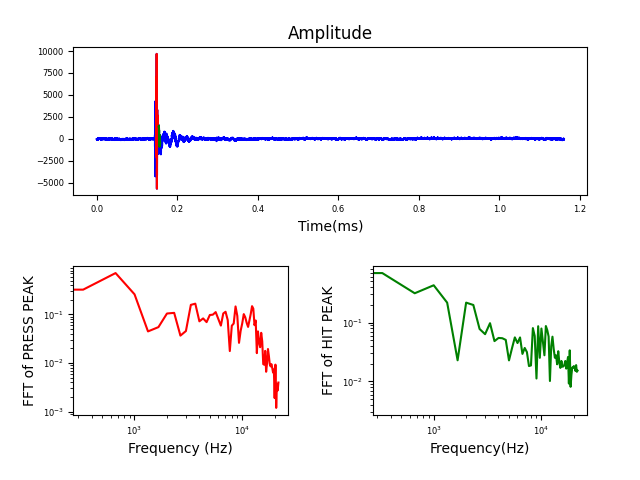 Amplitude
10000
7500
5000
2500
0
−2500
−5000
0.0 0.2 0.4 0.6 0.8 1.0 1.2
Time(ms)
FFT of PRESS PEAK
10⁻¹
10⁻²
10⁻³
10³ 10⁴
Frequency (Hz)
FFT of HIT PEAK
10⁻¹
10⁻²
10³ 10⁴
Frequency(Hz)